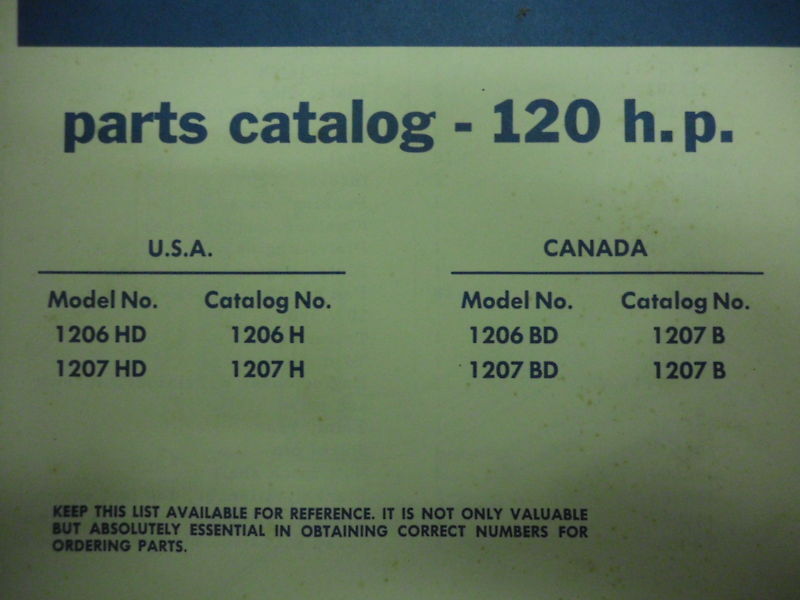 parts catalog - 120 h.p.
U.S.A. CANADA
Model No. Catalog No. Model No. Catalog No.
1206 HD 1206 H 1206 BD 1207 B
1207 HD 1207 H 1207 BD 1207 B
KEEP THIS LIST AVAILABLE FOR REFERENCE. IT IS NOT ONLY VALUABLE
BUT ABSOLUTELY ESSENTIAL IN OBTAINING CORRECT NUMBERS FOR
ORDERING PARTS.